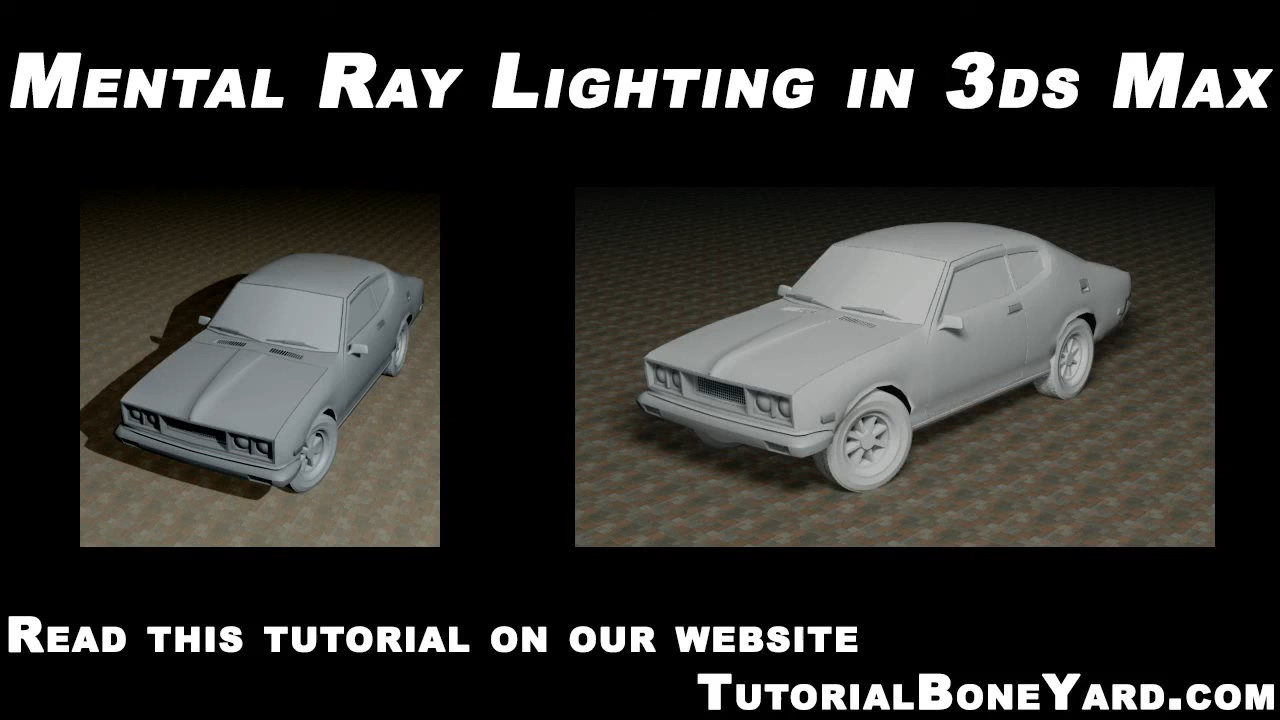 Mental Ray Lighting in 3ds Max
Read this tutorial on our website
TutorialBoneYard.com